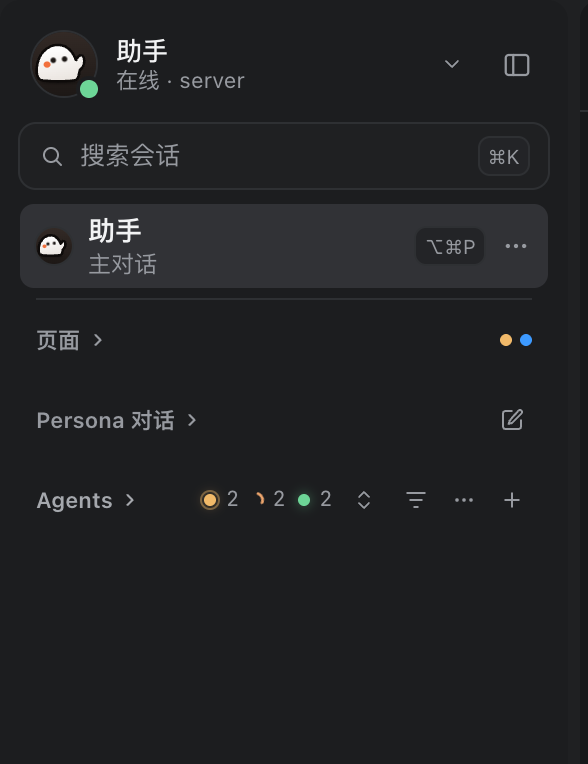 助手
在线 · server
搜索会话 ⌘K
助手
主对话 ⌥⌘P
页面
Persona 对话
Agents 2 2 2